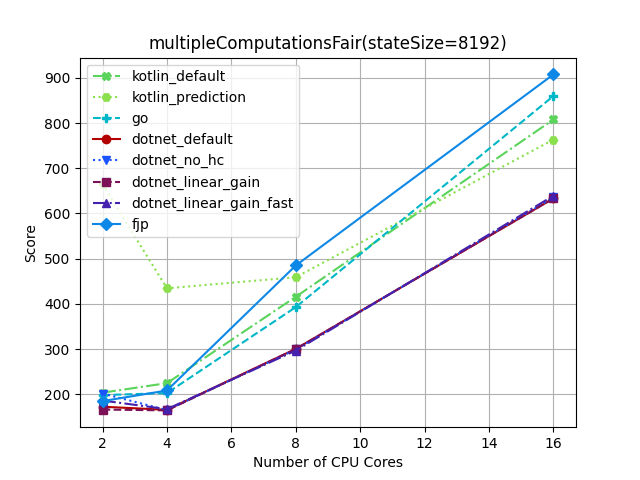 multipleComputationsFair(stateSize=8192)
kotlin_default
kotlin_prediction
go
dotnet_default
dotnet_no_hc
dotnet_linear_gain
dotnet_linear_gain_fast
fjp
Score
900
800
700
600
500
400
300
200
2 4 6 8 10 12 14 16
Number of CPU Cores